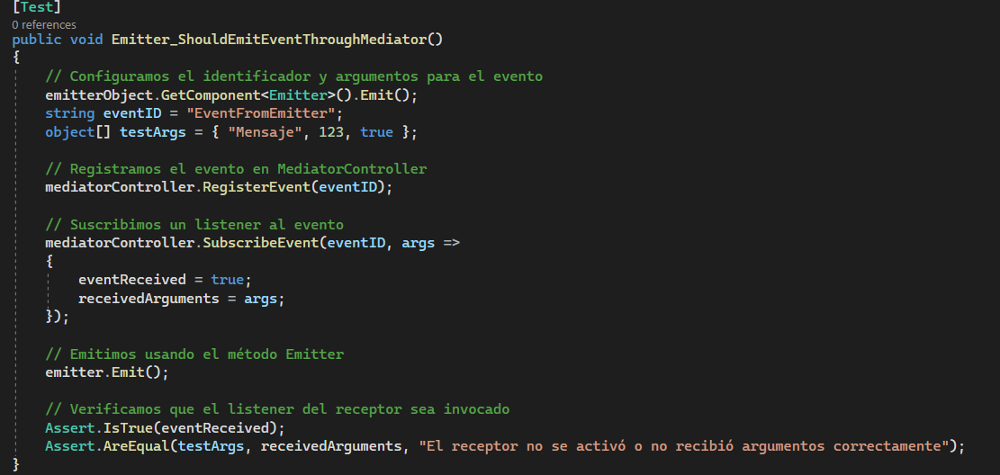 [Test]
0 references
public void Emitter_ShouldEmitEventThroughMediator()
{
    // Configuramos el identificador y argumentos para el evento
    emitterObject.GetComponent<Emitter>().Emit();
    string eventID = "EventFromEmitter";
    object[] testArgs = { "Mensaje", 123, true };

    // Registramos el evento en MediatorController
    mediatorController.RegisterEvent(eventID);

    // Suscribimos un listener al evento
    mediatorController.SubscribeEvent(eventID, args =>
    {
        eventReceived = true;
        receivedArguments = args;
    });

    // Emitimos usando el método Emitter
    emitter.Emit();

    // Verificamos que el listener del receptor sea invocado
    Assert.IsTrue(eventReceived);
    Assert.AreEqual(testArgs, receivedArguments, "El receptor no se activó o no recibió argumentos correctamente");
}